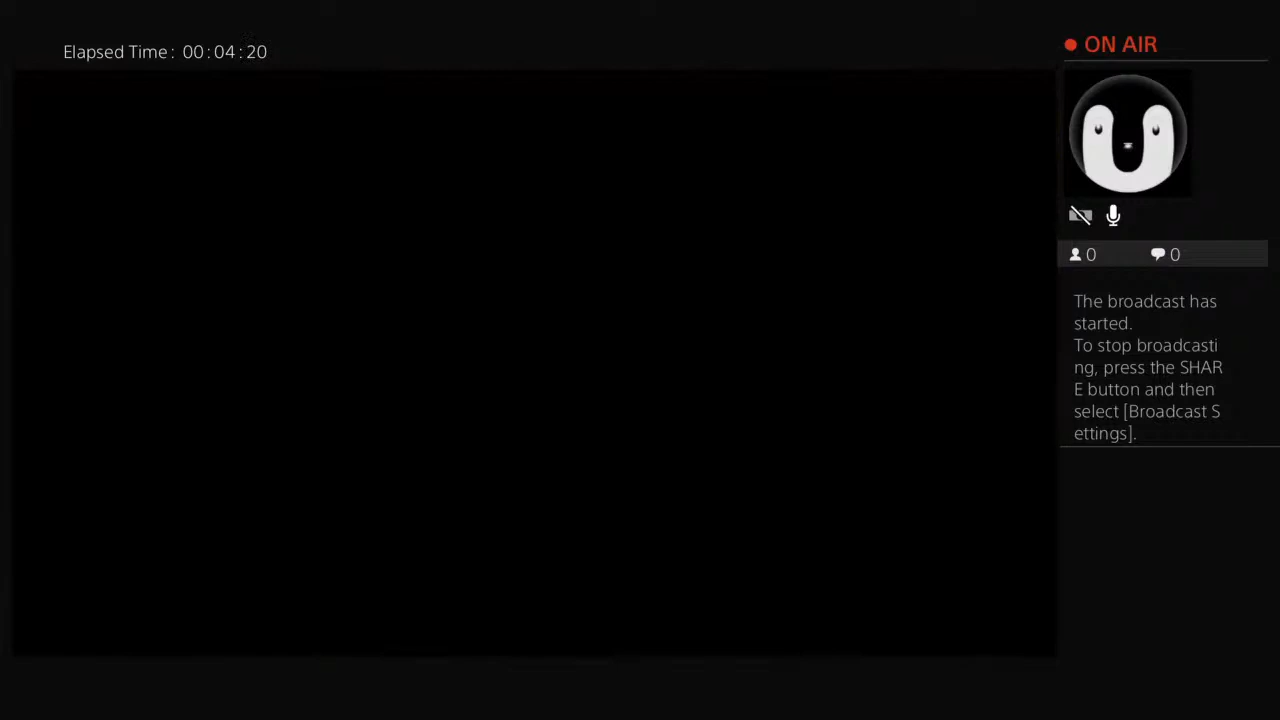 Elapsed Time: 00:04:20
ON AIR
0 0
The broadcast has
started.
To stop broadcasti
ng, press the SHAR
E button and then
select [Broadcast S
ettings].